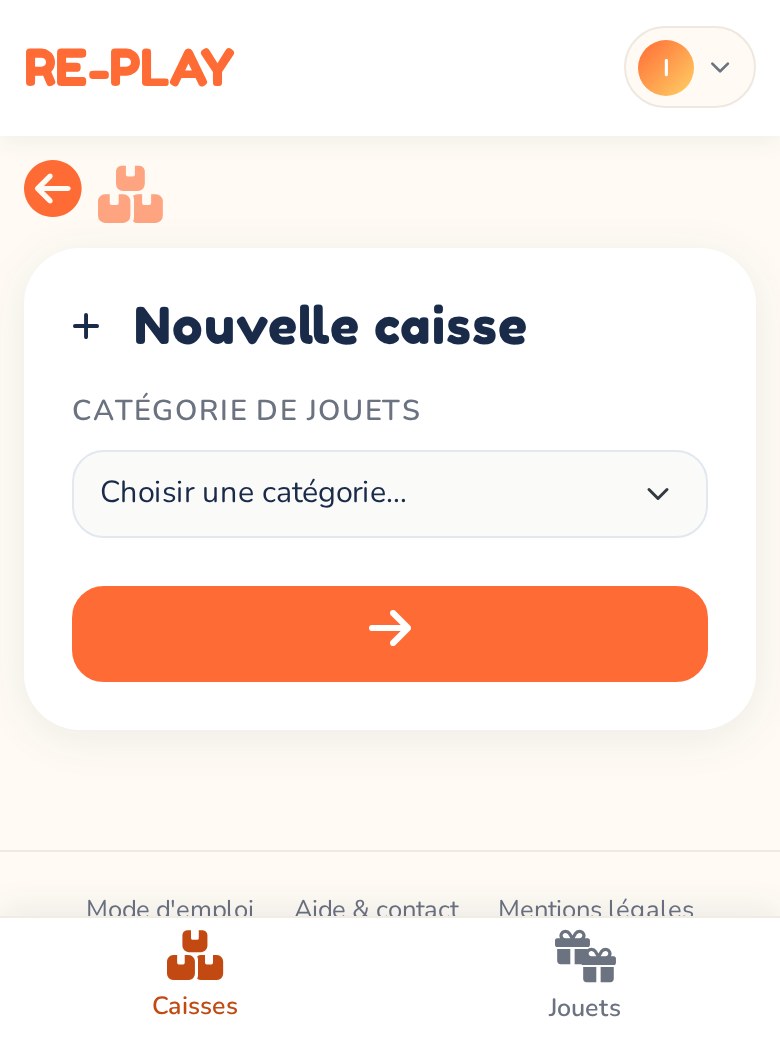 RE-PLAY
I
+ Nouvelle caisse
CATÉGORIE DE JOUETS
Choisir une catégorie...
Mode d'emploi Aide & contact Mentions légales
Caisses Jouets